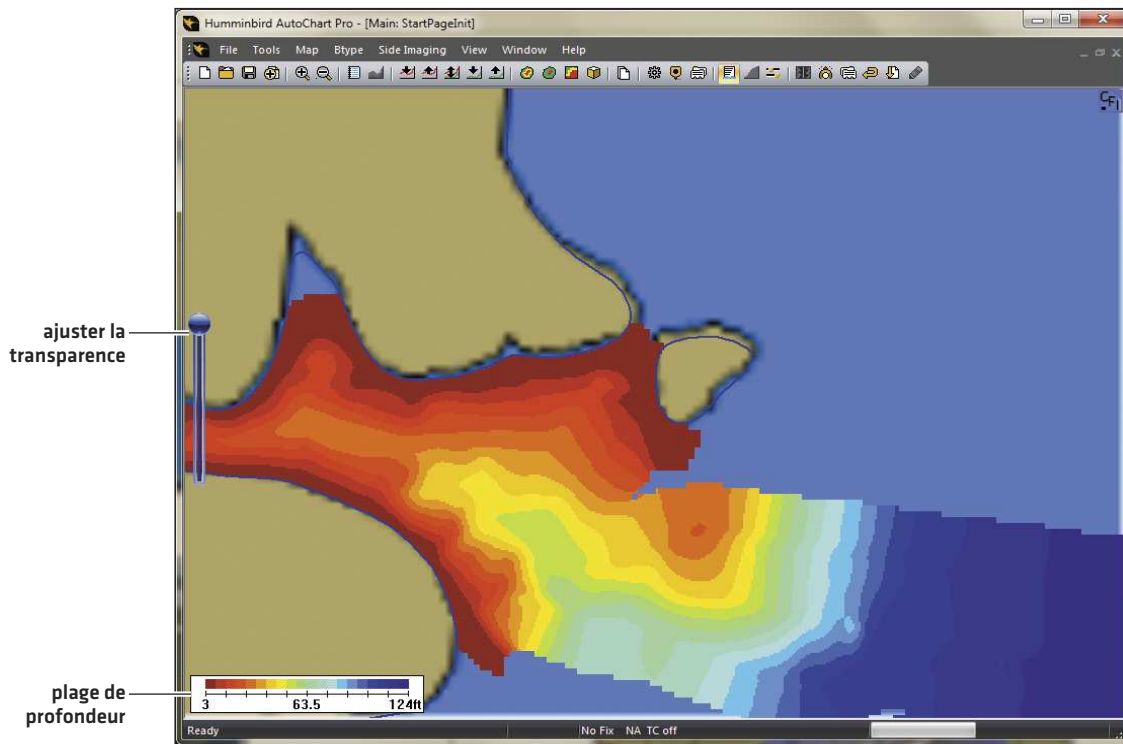 Humminbird AutoChart Pro - [Main: StartPageInit]
File Tools Map Btype Side Imaging View Window Help
CFI
ajuster la
transparence
plage de
profondeur
3 63.5 124ft
Ready No Fix NA TC off